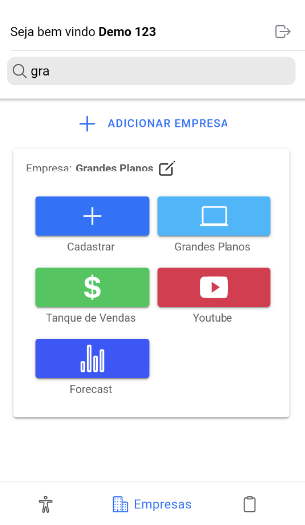 Seja bem vindo Demo 123
gra
ADICIONAR EMPRESA
Empresa: Grandes Planos
Cadastrar
Grandes Planos
$
Tanque de Vendas
Youtube
Forecast
Empresas